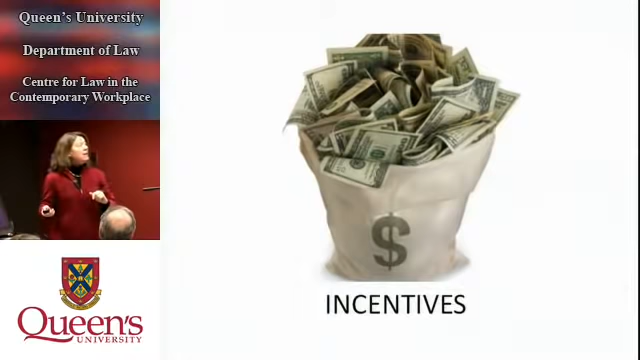 Queen's University
Department of Law
Centre for Law in the
Contemporary Workplace
Queen's
UNIVERSITY
$
INCENTIVES